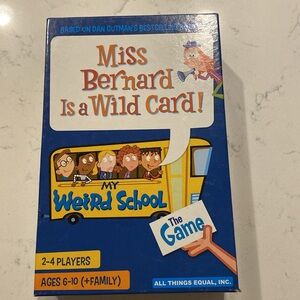 BASED ON DAN GUTMAN'S BESTSELLING
Miss
Bernard
Is a Wild Card!
MY
WeiRd School
The
Game
2-4 PLAYERS
AGES 6-10 (+FAMILY)
ALL THINGS EQUAL, INC.